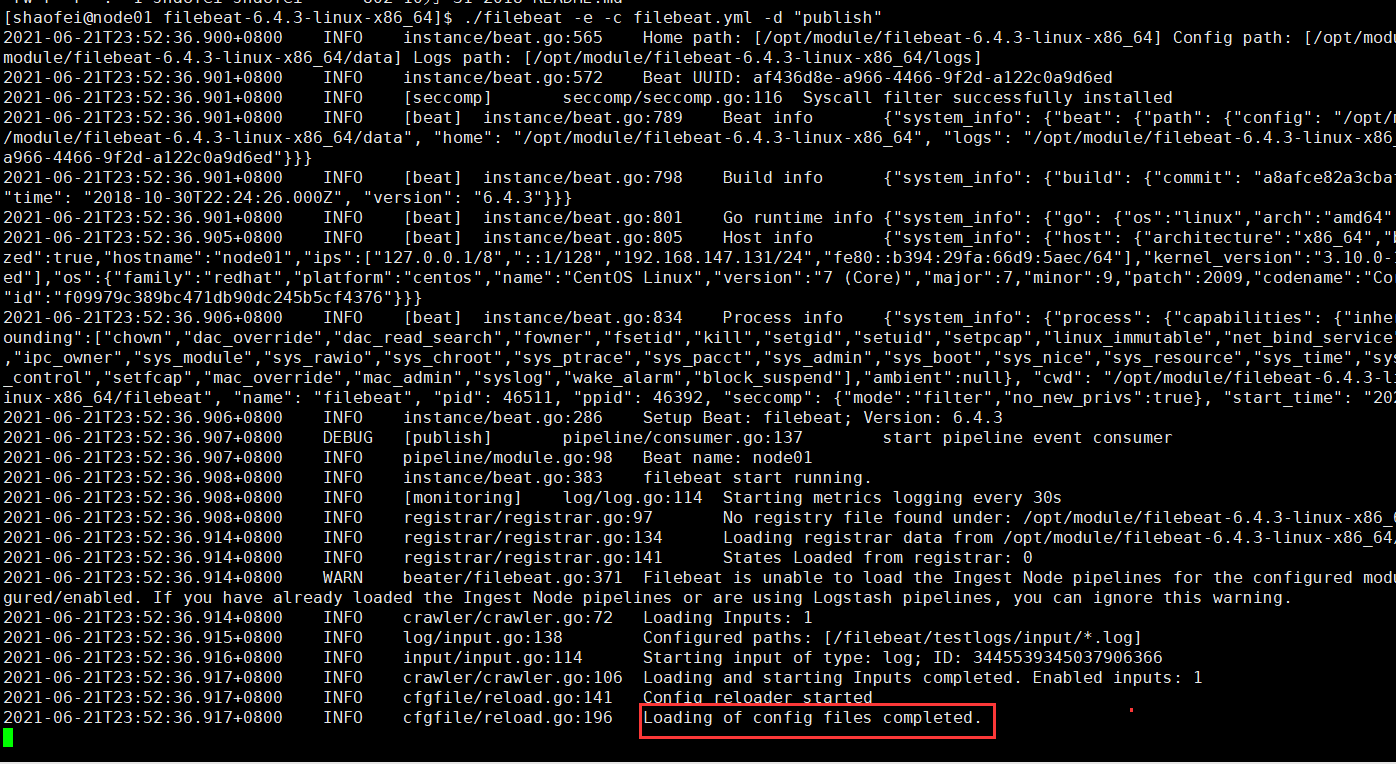 [shaofei@node01 filebeat-6.4.3-linux-x86_64]$ ./filebeat -e -c filebeat.yml -d "publish"
2021-06-21T23:52:36.900+0800 INFO instance/beat.go:565 Home path: [/opt/module/filebeat-6.4.3-linux-x86_64] Config path: [/opt/modu
module/filebeat-6.4.3-linux-x86_64/data] Logs path: [/opt/module/filebeat-6.4.3-linux-x86_64/logs]
2021-06-21T23:52:36.901+0800 INFO instance/beat.go:572 Beat UUID: af436d8e-a966-4466-9f2d-a122c0a9d6ed
2021-06-21T23:52:36.901+0800 INFO [seccomp] seccomp/seccomp.go:116 Syscall filter successfully installed
2021-06-21T23:52:36.901+0800 INFO [beat] instance/beat.go:789 Beat info {"system_info": {"beat": {"path": {"config": "/opt/m
/module/filebeat-6.4.3-linux-x86_64/data", "home": "/opt/module/filebeat-6.4.3-linux-x86_64", "logs": "/opt/module/filebeat-6.4.3-linux-x86_
a966-4466-9f2d-a122c0a9d6ed"}}}
2021-06-21T23:52:36.901+0800 INFO [beat] instance/beat.go:798 Build info {"system_info": {"build": {"commit": "a8afce82a3cbat
"time": "2018-10-30T22:24:26.000Z", "version": "6.4.3"}}}
2021-06-21T23:52:36.901+0800 INFO [beat] instance/beat.go:801 Go runtime info {"system_info": {"go": {"os":"linux","arch":"amd64"
2021-06-21T23:52:36.905+0800 INFO [beat] instance/beat.go:805 Host info {"system_info": {"host": {"architecture":"x86_64","b
zed":true,"hostname":"node01","ips":["127.0.0.1/8","::1/128","192.168.147.131/24","fe80::b394:29fa:66d9:5aec/64"],"kernel_version":"3.10.0-1
ed"],"os":{"family":"redhat","platform":"centos","name":"CentOS Linux","version":"7 (Core)","major":7,"minor":9,"patch":2009,"codename":"Cor
"id":"f09979c389bc471db90dc245b5cf4376"}}}
2021-06-21T23:52:36.906+0800 INFO [beat] instance/beat.go:834 Process info {"system_info": {"process": {"capabilities": {"inher
ounding":["chown","dac_override","dac_read_search","fowner","fsetid","kill","setgid","setuid","setpcap","linux_immutable","net_bind_service"
,"ipc_owner","sys_module","sys_rawio","sys_chroot","sys_ptrace","sys_pacct","sys_admin","sys_boot","sys_nice","sys_resource","sys_time","sys
_control","setfcap","mac_override","mac_admin","syslog","wake_alarm","block_suspend"],"ambient":null}, "cwd": "/opt/module/filebeat-6.4.3-li
inux-x86_64/filebeat", "name": "filebeat", "pid": 46511, "ppid": 46392, "seccomp": {"mode":"filter","no_new_privs":true}, "start_time": "202
2021-06-21T23:52:36.906+0800 INFO instance/beat.go:286 Setup Beat: filebeat; Version: 6.4.3
2021-06-21T23:52:36.907+0800 DEBUG [publish] pipeline/consumer.go:137 start pipeline event consumer
2021-06-21T23:52:36.907+0800 INFO pipeline/module.go:98 Beat name: node01
2021-06-21T23:52:36.908+0800 INFO instance/beat.go:383 filebeat start running.
2021-06-21T23:52:36.908+0800 INFO [monitoring] log/log.go:114 Starting metrics logging every 30s
2021-06-21T23:52:36.908+0800 INFO registrar/registrar.go:97 No registry file found under: /opt/module/filebeat-6.4.3-linux-x86_6
2021-06-21T23:52:36.914+0800 INFO registrar/registrar.go:134 Loading registrar data from /opt/module/filebeat-6.4.3-linux-x86_64/
2021-06-21T23:52:36.914+0800 INFO registrar/registrar.go:141 States Loaded from registrar: 0
2021-06-21T23:52:36.914+0800 WARN beater/filebeat.go:371 Filebeat is unable to load the Ingest Node pipelines for the configured modu
gured/enabled. If you have already loaded the Ingest Node pipelines or are using Logstash pipelines, you can ignore this warning.
2021-06-21T23:52:36.914+0800 INFO crawler/crawler.go:72 Loading Inputs: 1
2021-06-21T23:52:36.915+0800 INFO log/input.go:138 Configured paths: [/filebeat/testlogs/input/*.log]
2021-06-21T23:52:36.916+0800 INFO input/input.go:114 Starting input of type: log; ID: 3445539345037906366
2021-06-21T23:52:36.917+0800 INFO crawler/crawler.go:106 Loading and starting Inputs completed. Enabled inputs: 1
2021-06-21T23:52:36.917+0800 INFO cfgfile/reload.go:141 Config reloader started
2021-06-21T23:52:36.917+0800 INFO cfgfile/reload.go:196 Loading of config files completed.